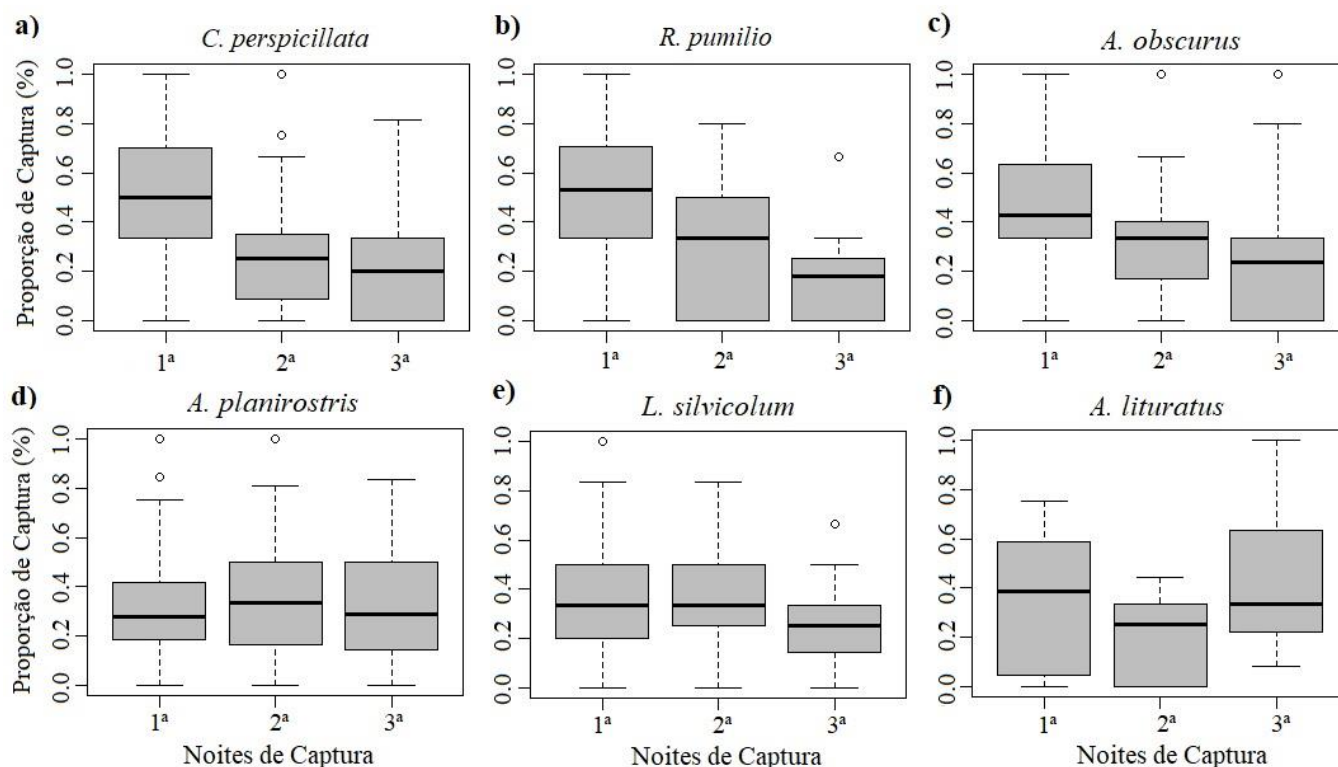 a) C. perspicillata
b) R. pumilio
c) A. obscurus
Proporção de Captura (%)
1.0
0.8
0.6
0.4
0.2
0.0
1ª 2ª 3ª
1.0
0.8
0.6
0.4
0.2
0.0
1ª 2ª 3ª
1.0
0.8
0.6
0.4
0.2
0.0
1ª 2ª 3ª
d) A. planirostris
e) L. silvicolum
f) A. lituratus
Proporção de Captura (%)
1.0
0.8
0.6
0.4
0.2
0.0
1ª 2ª 3ª
Noites de Captura
1.0
0.8
0.6
0.4
0.2
0.0
1ª 2ª 3ª
Noites de Captura
1.0
0.8
0.6
0.4
0.2
0.0
1ª 2ª 3ª
Noites de Captura